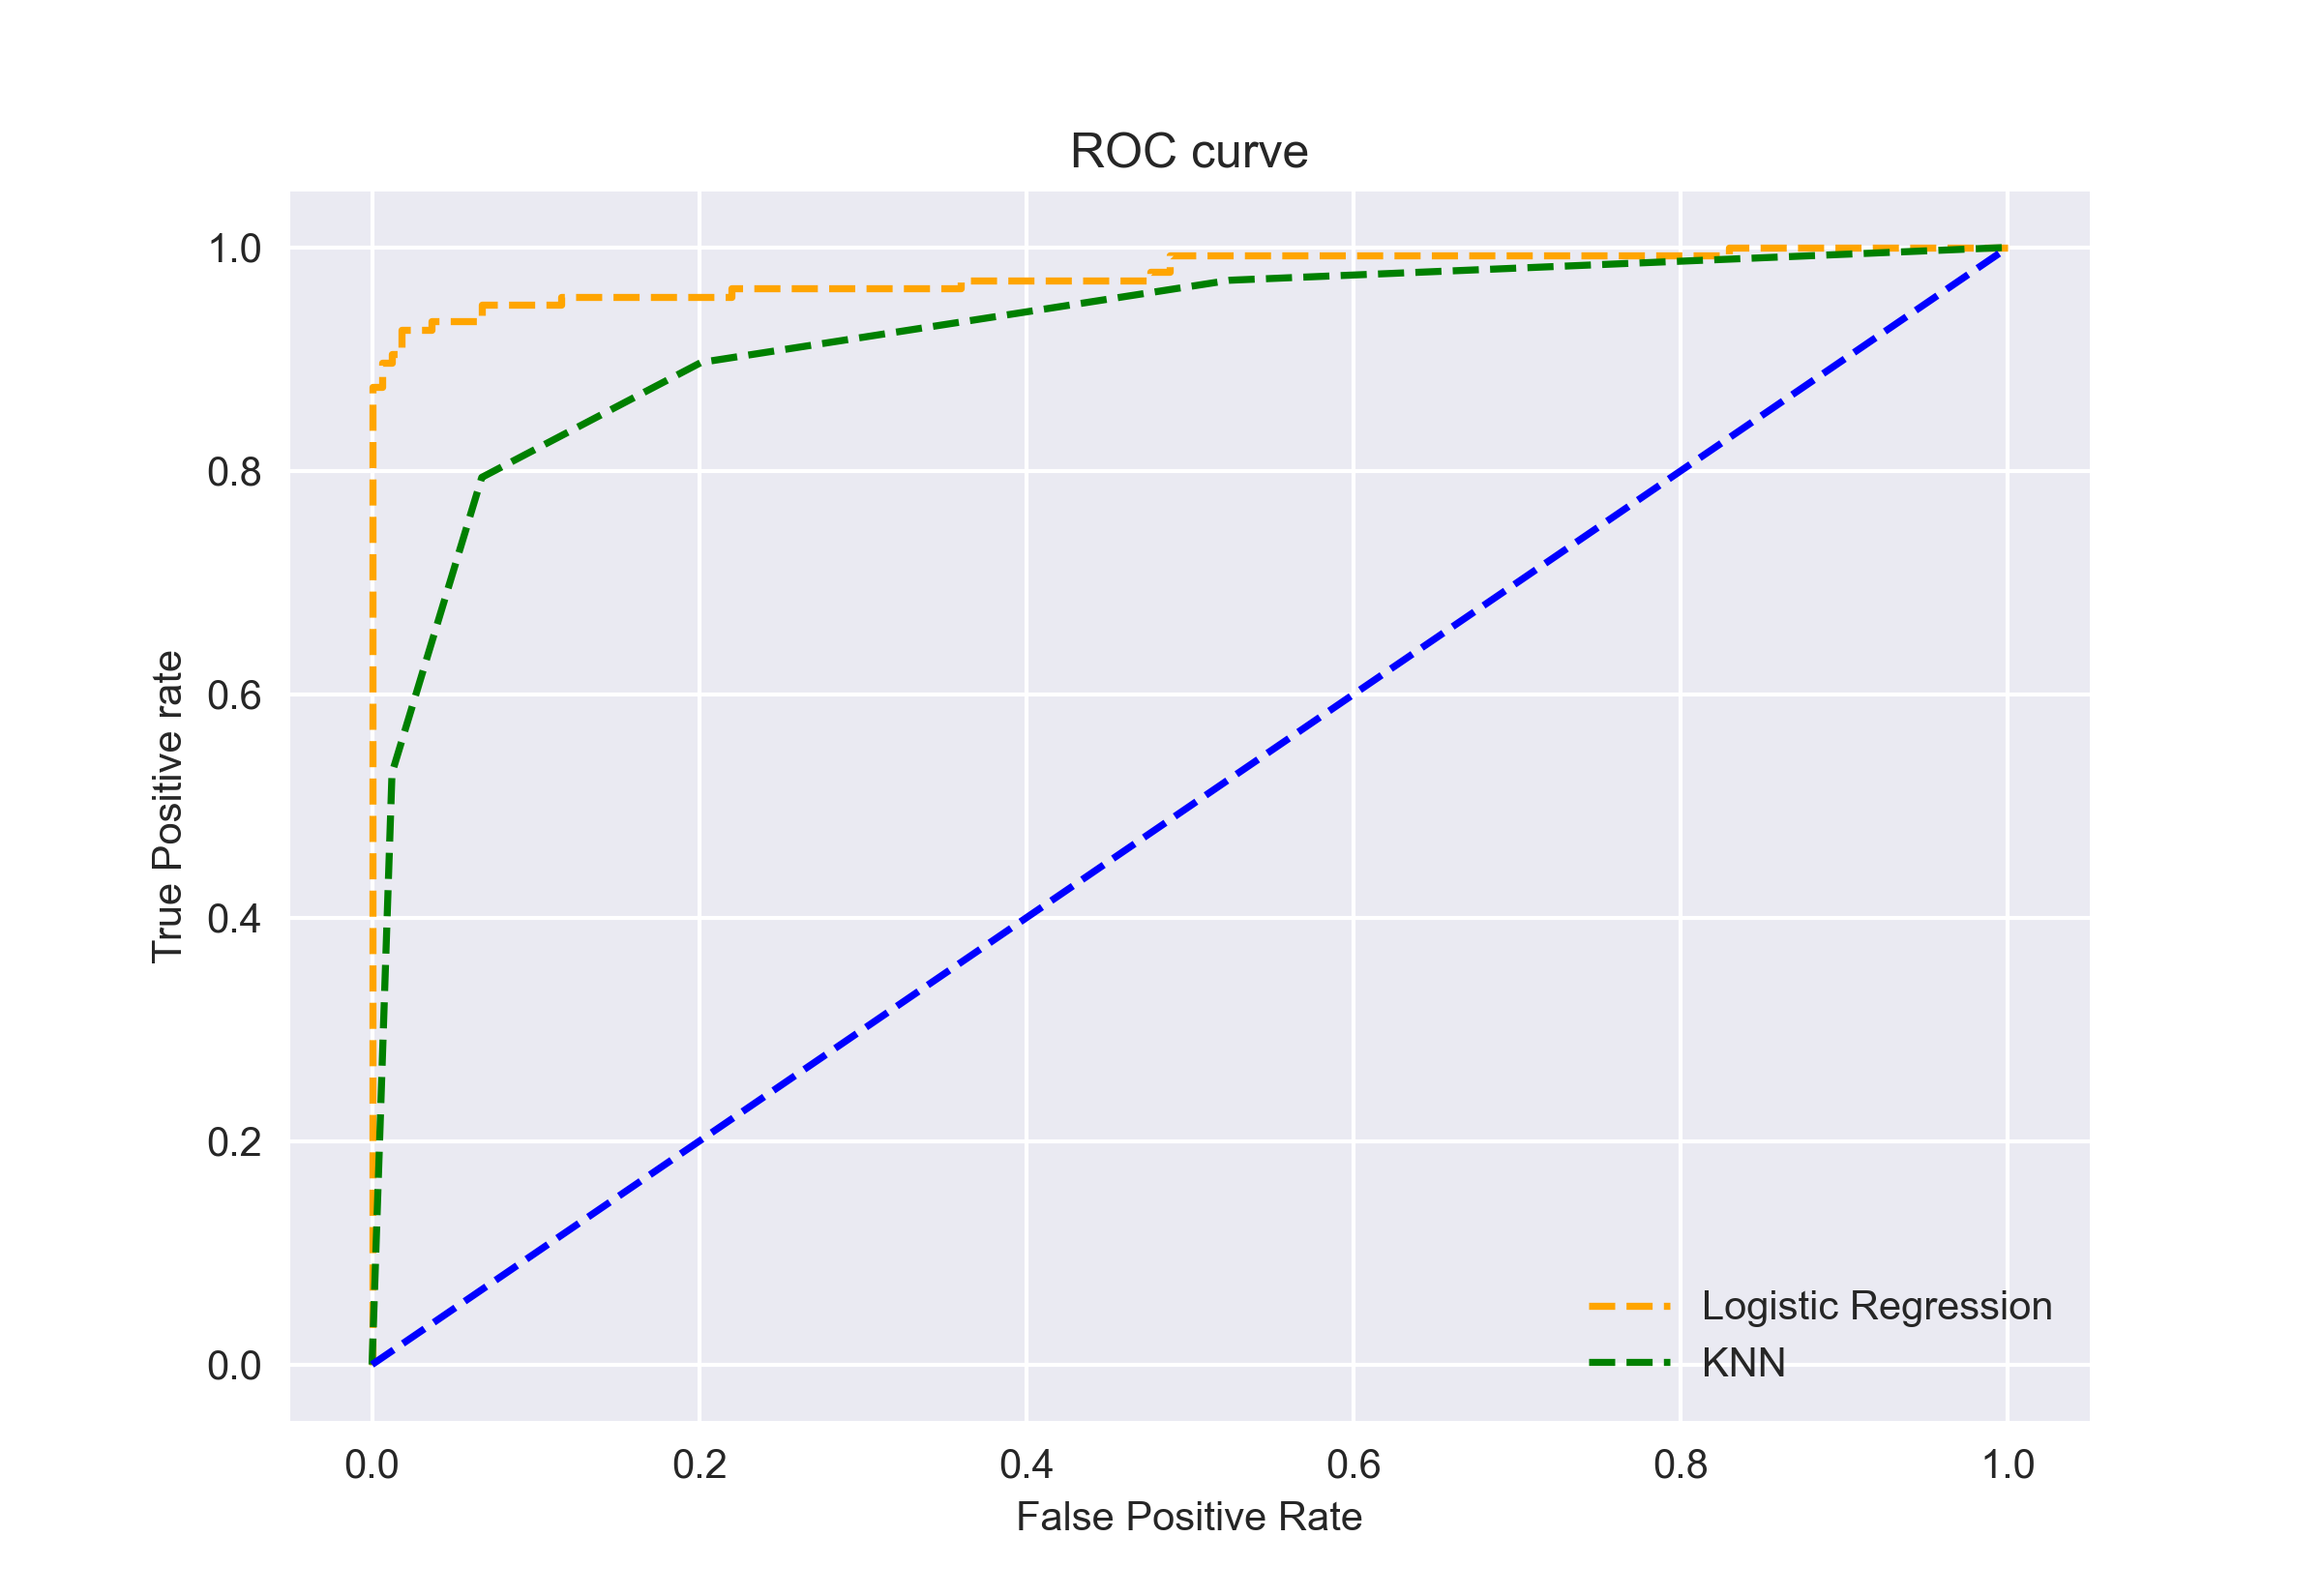 ROC curve
True Positive rate
1.0
0.8
0.6
0.4
0.2
0.0
Logistic Regression
KNN
0.0 0.2 0.4 0.6 0.8 1.0
False Positive Rate